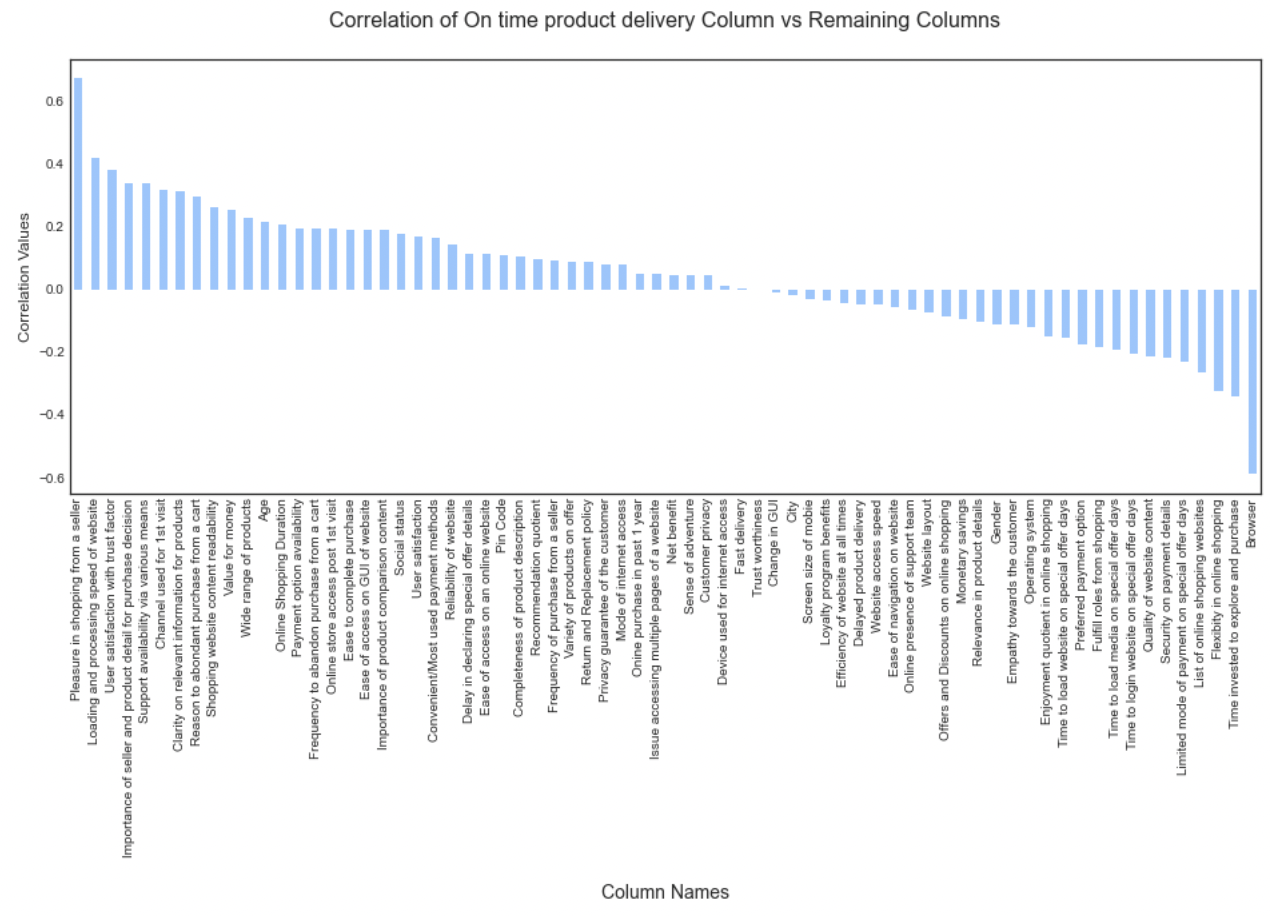 Correlation of On time product delivery Column vs Remaining Columns
Correlation Values
0.6
0.4
0.2
0.0
−0.2
−0.4
−0.6
Pleasure in shopping from a seller
Loading and processing speed of website
User satisfaction with trust factor
Importance of seller and product detail for purchase decision
Support availability via various means
Channel used for 1st visit
Clarity on relevant information for products
Reason to abondant purchase from a cart
Shopping website content readability
Value for money
Wide range of products
Age
Online Shopping Duration
Payment option availability
Frequency to abandon purchase from a cart
Online store access post 1st visit
Ease to complete purchase
Ease of access on GUI of website
Importance of product comparison content
Social status
User satisfaction
Convenient/Most used payment methods
Reliability of website
Delay in declaring special offer details
Ease of access on an online website
Pin Code
Completeness of product description
Recommendation quotient
Frequency of purchase from a seller
Variety of products on offer
Return and Replacement policy
Privacy guarantee of the customer
Mode of internet access
Online purchase in past 1 year
Issue accessing multiple pages of a website
Net benefit
Sense of adventure
Customer privacy
Device used for internet access
Fast delivery
Trust worthiness
Change in GUI
City
Screen size of mobile
Loyalty program benefits
Efficiency of website at all times
Delayed product delivery
Website access speed
Ease of navigation on website
Online presence of support team
Website layout
Offers and Discounts on online shopping
Monetary savings
Relevance in product details
Gender
Empathy towards the customer
Operating system
Enjoyment quotient in online shopping
Time to load website on special offer days
Preferred payment option
Fulfill roles from shopping
Time to load media on special offer days
Time to login website on special offer days
Quality of website content
Security on payment details
Limited mode of payment on special offer days
List of online shopping websites
Flexibity in online shopping
Time invested to explore and purchase
Browser
Column Names